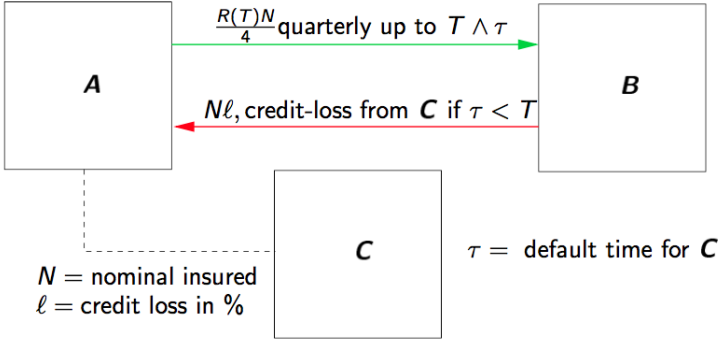 R(T)N/4 quarterly up to T ∧ τ
A
B
Nℓ, credit-loss from C if τ < T
C
τ = default time for C
N = nominal insured
ℓ = credit loss in %